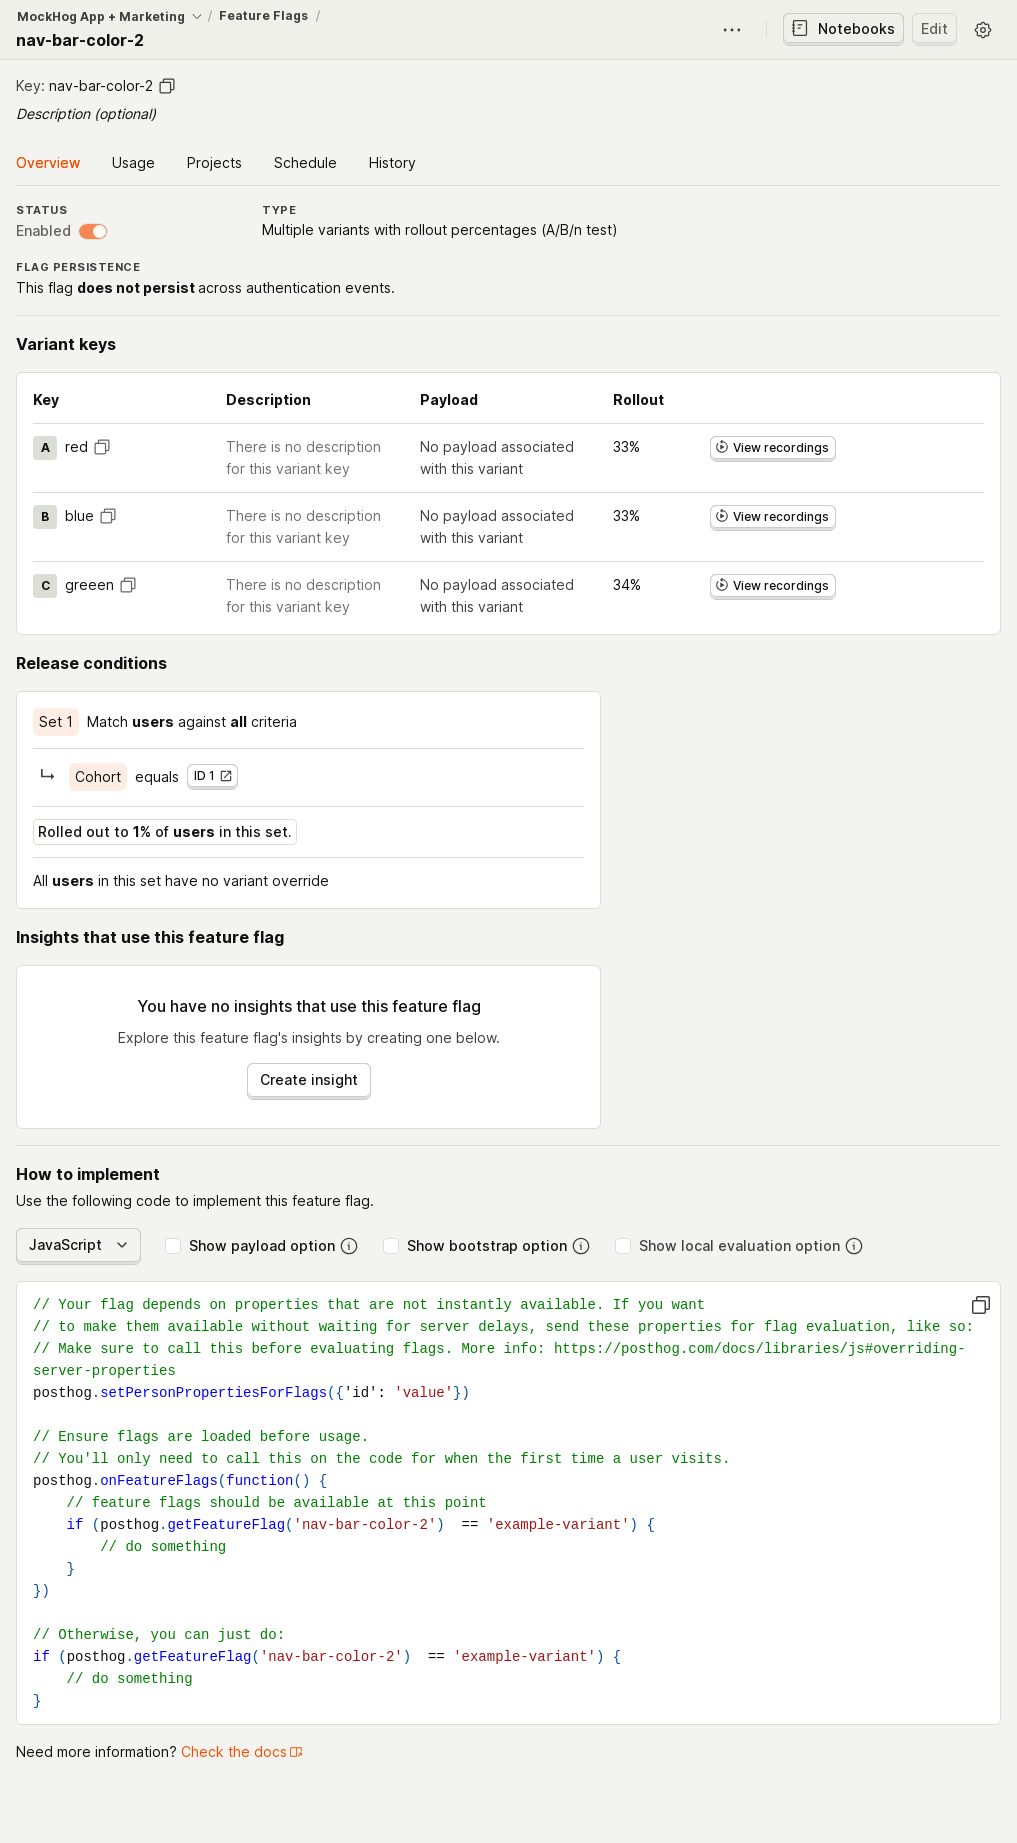 MockHog App + Marketing / Feature Flags /
nav-bar-color-2
Notebooks
Edit
Key: nav-bar-color-2
Description (optional)
Overview Usage Projects Schedule History
STATUS TYPE
Enabled Multiple variants with rollout percentages (A/B/n test)
FLAG PERSISTENCE
This flag does not persist across authentication events.
Variant keys
Key Description Payload Rollout
A red There is no description No payload associated 33% View recordings
for this variant key with this variant
B blue There is no description No payload associated 33% View recordings
for this variant key with this variant
C greeen There is no description No payload associated 34% View recordings
for this variant key with this variant
Release conditions
Set 1 Match users against all criteria
Cohort equals ID 1
Rolled out to 1% of users in this set.
All users in this set have no variant override
Insights that use this feature flag
You have no insights that use this feature flag
Explore this feature flag's insights by creating one below.
Create insight
How to implement
Use the following code to implement this feature flag.
JavaScript Show payload option Show bootstrap option Show local evaluation option
// Your flag depends on properties that are not instantly available. If you want
// to make them available without waiting for server delays, send these properties for flag evaluation, like so:
// Make sure to call this before evaluating flags. More info: https://posthog.com/docs/libraries/js#overriding-
server-properties
posthog.setPersonPropertiesForFlags({'id': 'value'})
// Ensure flags are loaded before usage.
// You'll only need to call this on the code for when the first time a user visits.
posthog.onFeatureFlags(function() {
    // feature flags should be available at this point
    if (posthog.getFeatureFlag('nav-bar-color-2')  == 'example-variant') {
        // do something
    }
})
// Otherwise, you can just do:
if (posthog.getFeatureFlag('nav-bar-color-2')  == 'example-variant') {
    // do something
}
Need more information? Check the docs